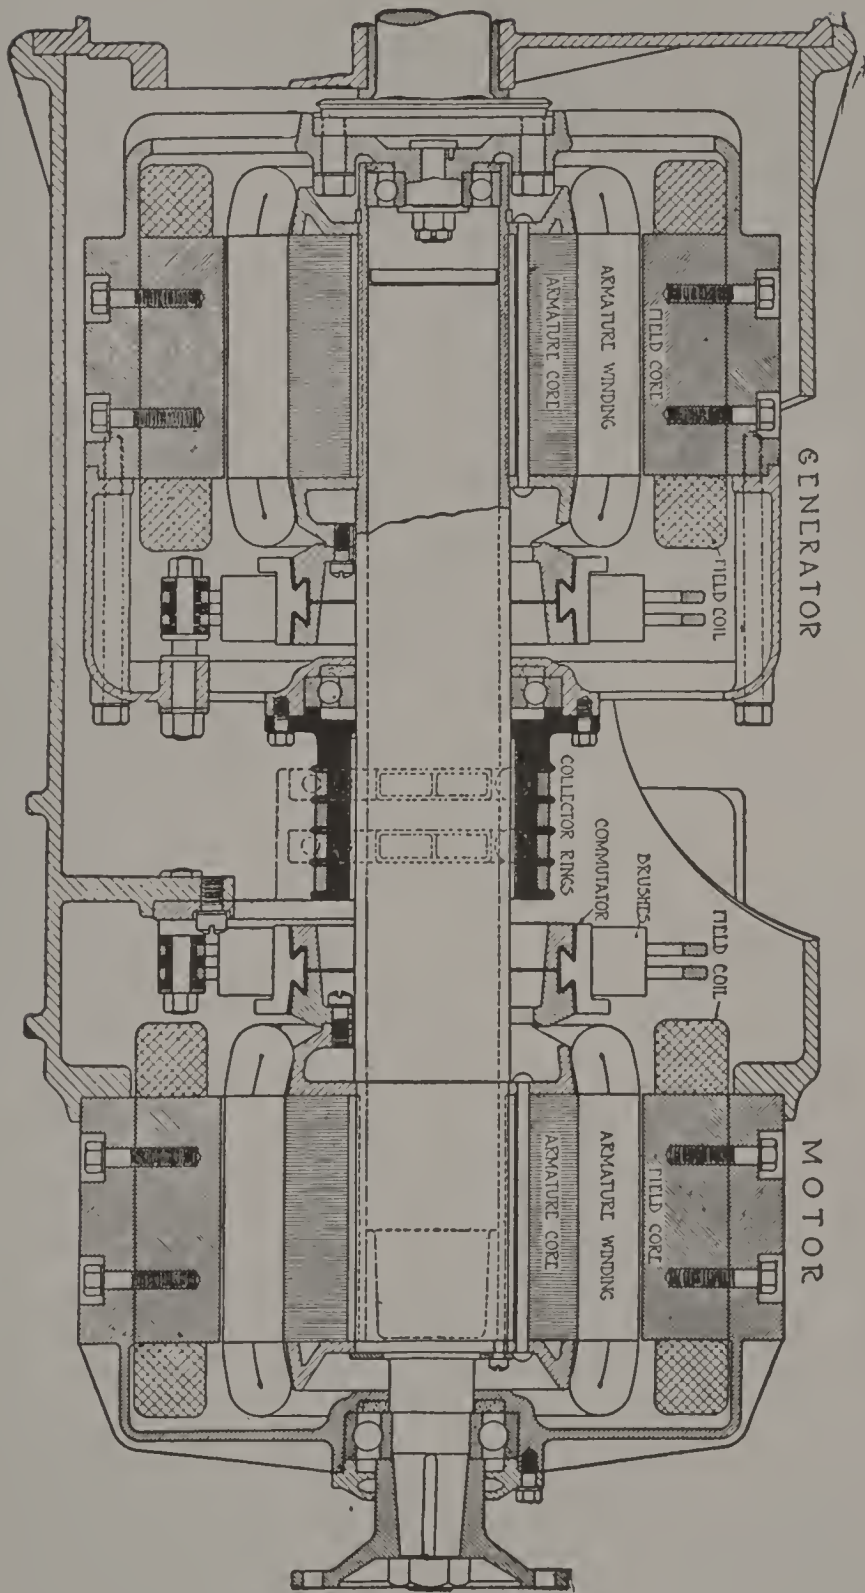 GENERATOR
ARMATURE CORE
ARMATURE WINDING
FIELD CORE
FIELD COIL
COLLECTOR RINGS
COMMUTATOR
BRUSHES
FIELD COIL
MOTOR
ARMATURE CORE
ARMATURE WINDING
FIELD CORE